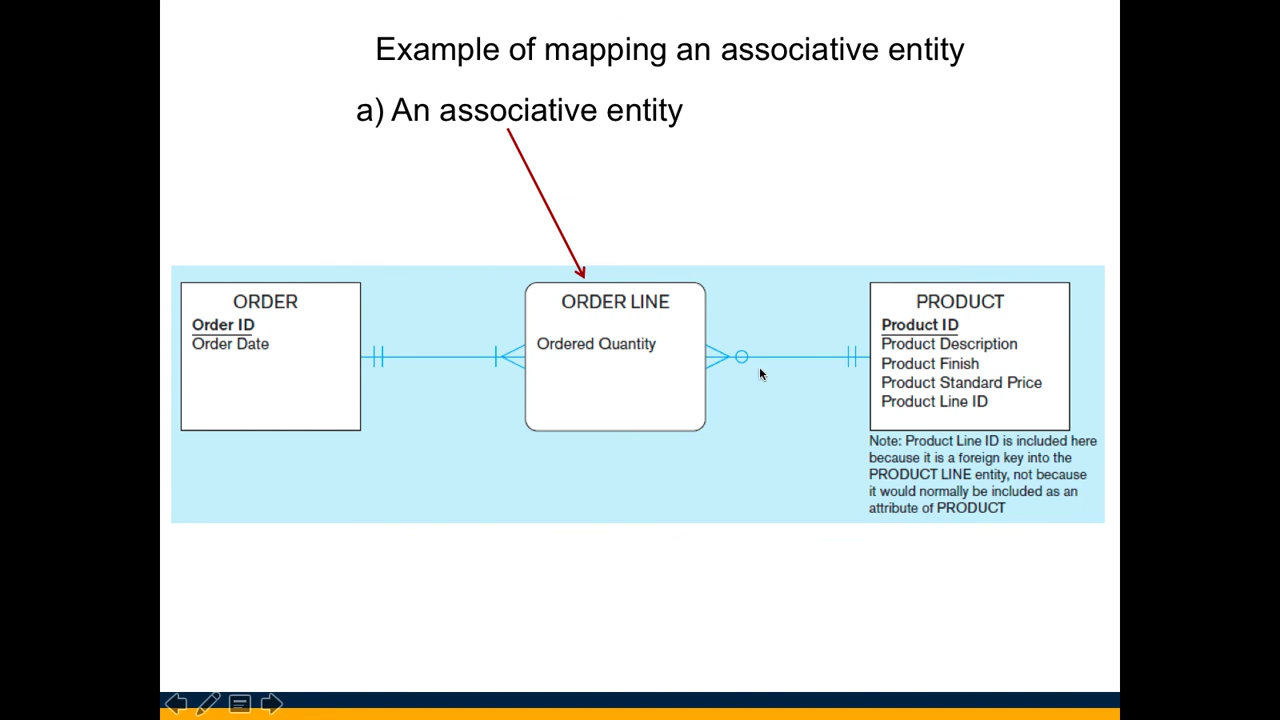 Example of mapping an associative entity
a) An associative entity
ORDER
Order ID
Order Date
ORDER LINE
Ordered Quantity
PRODUCT
Product ID
Product Description
Product Finish
Product Standard Price
Product Line ID
Note: Product Line ID is included here
because it is a foreign key into the
PRODUCT LINE entity, not because
it would normally be included as an
attribute of PRODUCT